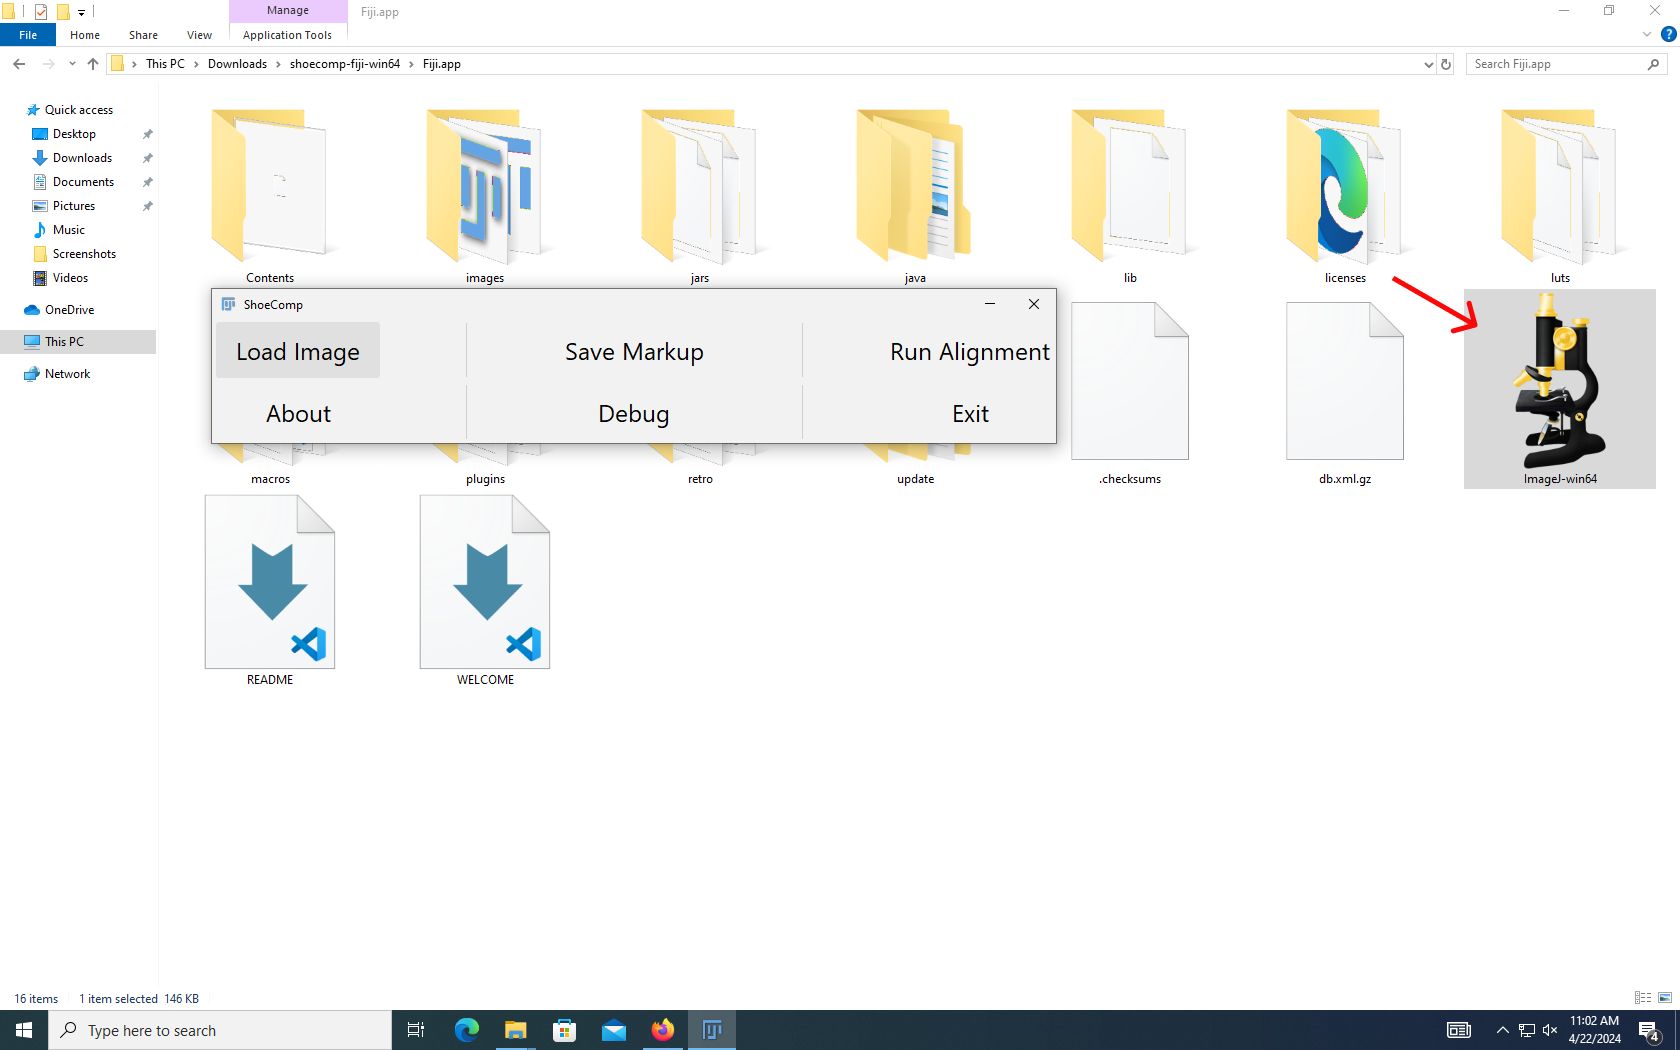 Manage
Fiji.app
File
Home
Share
View
Application Tools
This PC > Downloads > shoecomp-fiji-win64 > Fiji.app
Search Fiji.app
Quick access
Desktop
Downloads
Documents
Pictures
Music
Screenshots
Videos
OneDrive
This PC
Network
Contents
images
jars
java
lib
licenses
luts
ShoeComp
Load Image
Save Markup
Run Alignment
About
Debug
Exit
macros
plugins
retro
update
.checksums
db.xml.gz
ImageJ-win64
README
WELCOME
16 items
1 item selected 146 KB
Type here to search
11:02 AM
4/22/2024
4